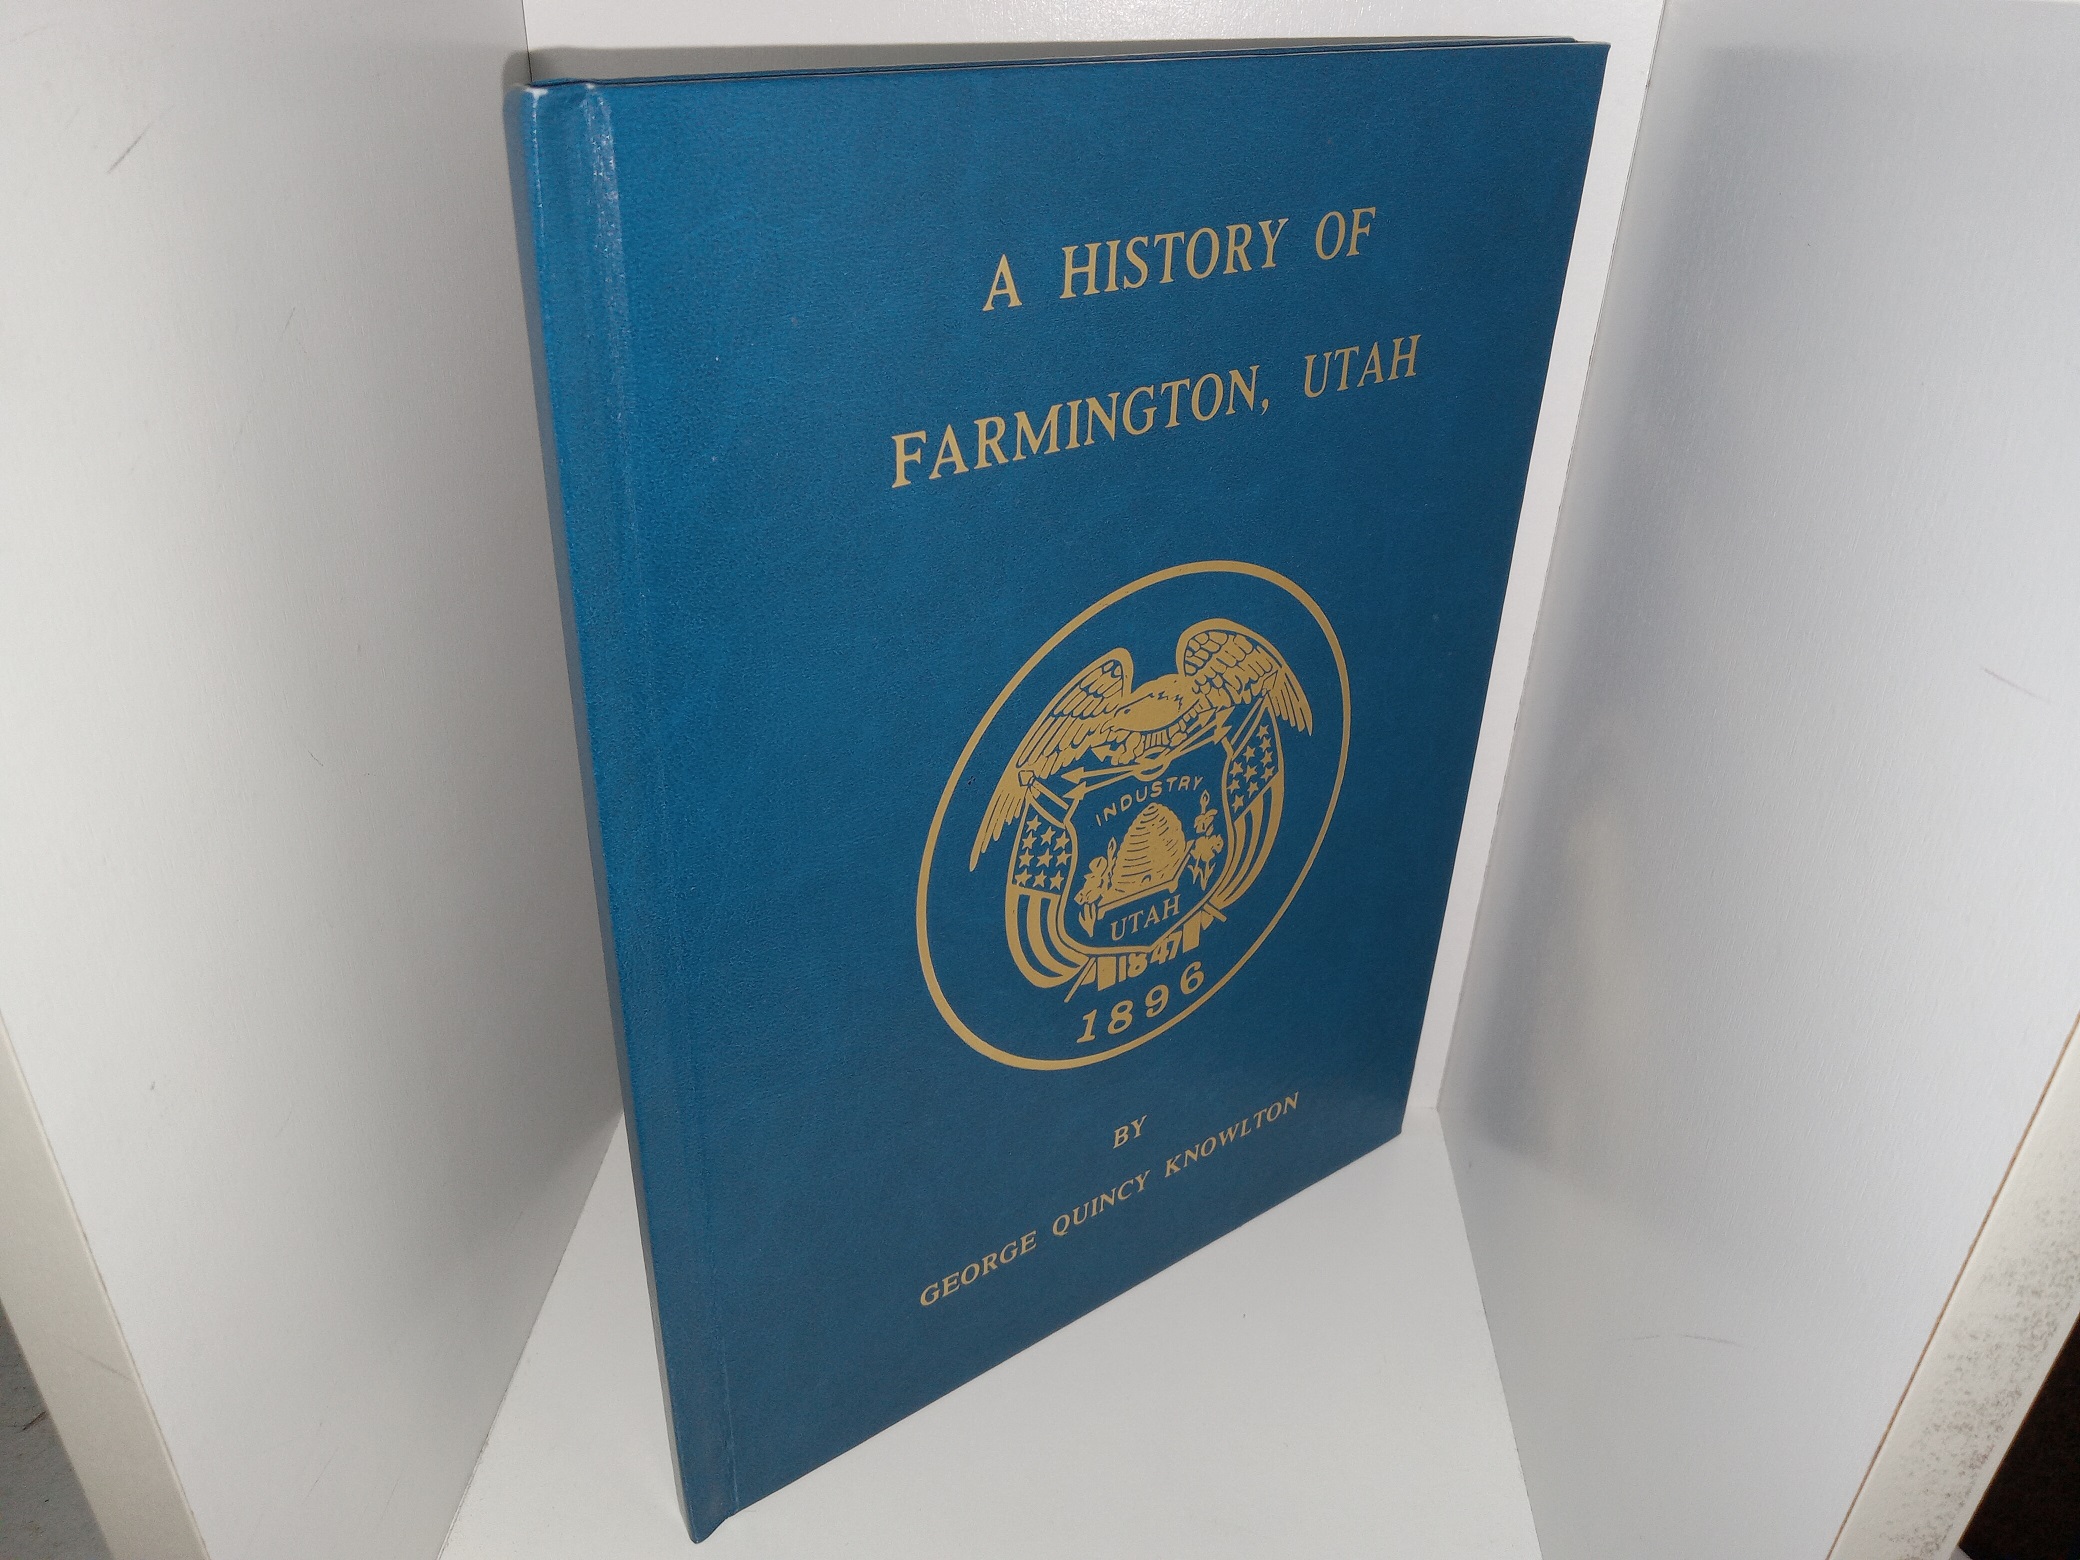 A HISTORY OF
FARMINGTON, UTAH
INDUSTRY
UTAH
1847
1896
BY
GEORGE QUINCY KNOWLTON